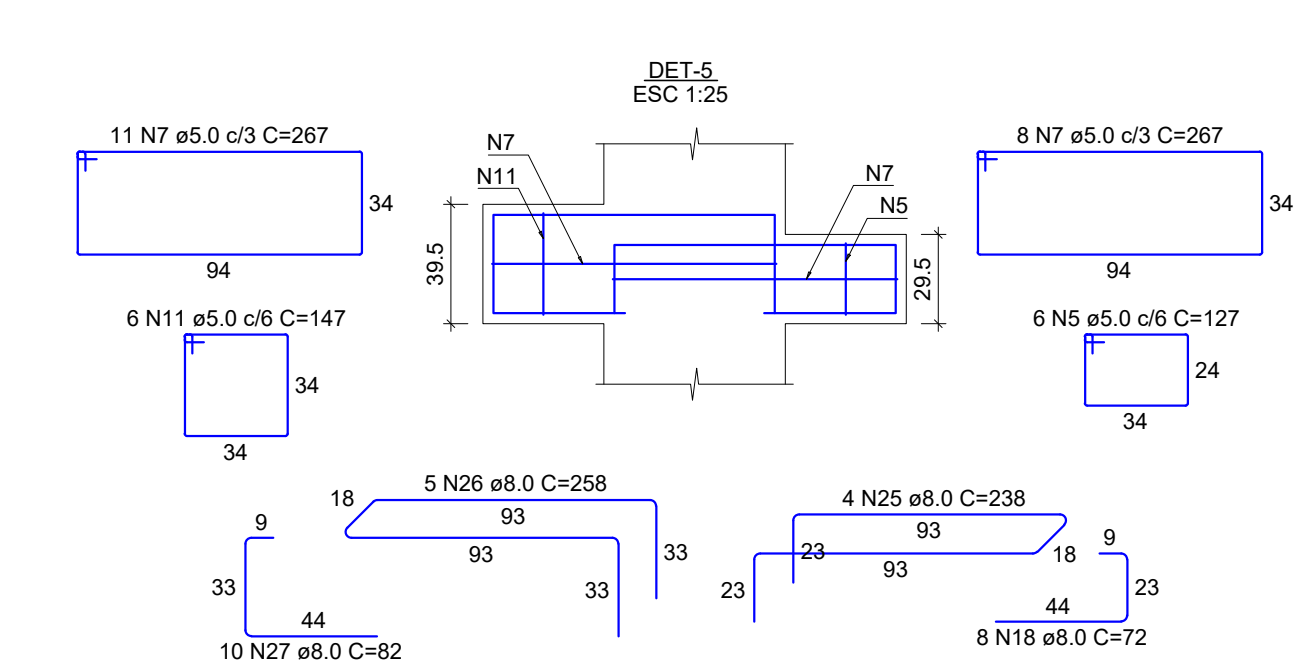 DET-5
ESC 1:25
11 N7 ø5.0 c/3 C=267
34
94
6 N11 ø5.0 c/6 C=147
34
34
N7
N11
39.5
N7
N5
29.5
8 N7 ø5.0 c/3 C=267
34
94
6 N5 ø5.0 c/6 C=127
24
34
9
33
44
10 N27 ø8.0 C=82
5 N26 ø8.0 C=258
18
93
93
33
33
4 N25 ø8.0 C=238
93
23
18
93
23
9
23
44
8 N18 ø8.0 C=72